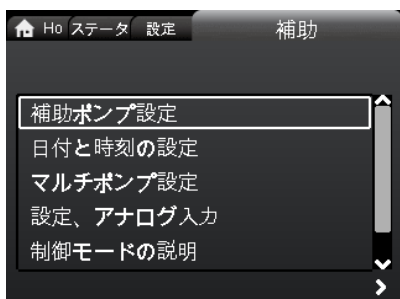 Ho ステータ 設定 補助
補助ポンプ設定
日付と時刻の設定
マルチポンプ設定
設定、アナログ入力
制御モードの説明